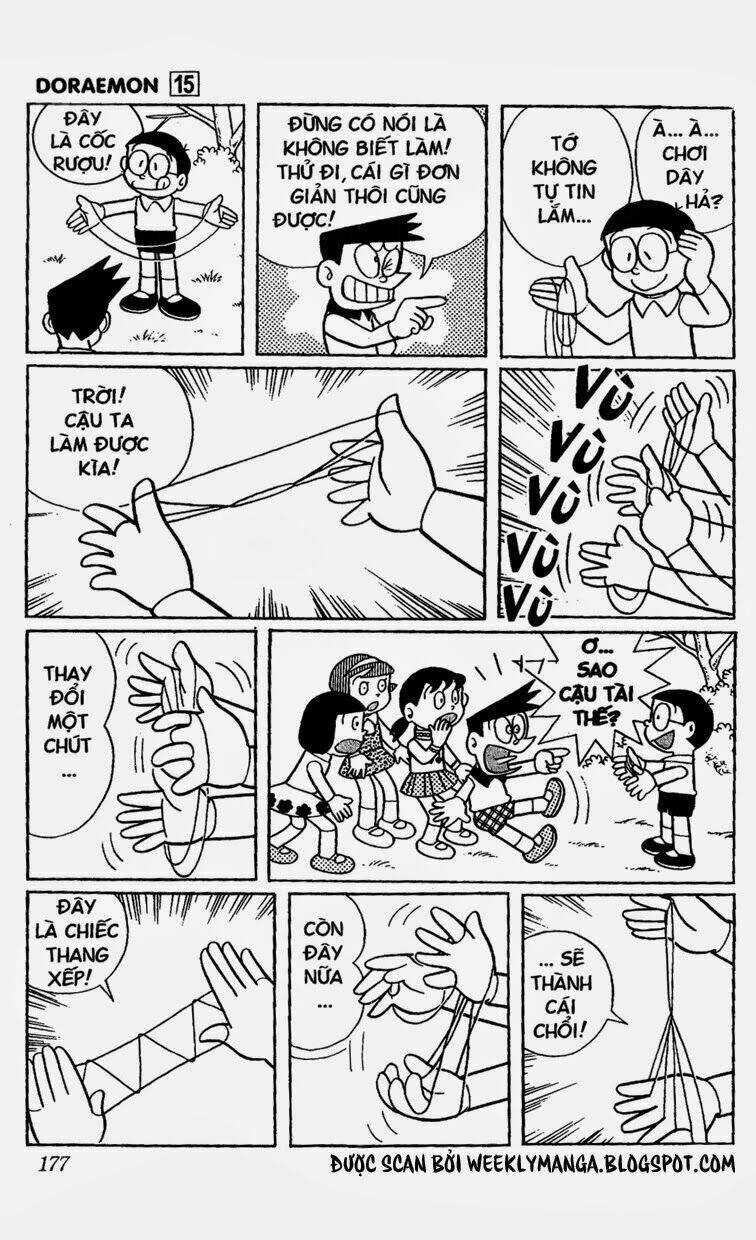 DORAEMON 15
À... À...
CHƠI
DÂY
HẢ?
TỚ
KHÔNG
TỰ TIN
LẮM...
ĐỪNG CÓ NÓI LÀ
KHÔNG BIẾT LÀM!
THỬ ĐI, CÁI GÌ ĐƠN
GIẢN THÔI CŨNG
ĐƯỢC!
ĐÂY
LÀ CỐC
RƯỢU!
VÙ
VÙ
VÙ
VÙ
VÙ
TRỜI!
CẬU TA
LÀM ĐƯỢC
KÌA!
Ơ...
SAO
CẬU TÀI
THẾ?
THAY
ĐỔI
MỘT
CHÚT
...
... SẼ
THÀNH
CÁI
CHỔI!
CÒN
ĐÂY
NỮA
...
ĐÂY
LÀ CHIẾC
THANG
XẾP!
177
ĐƯỢC SCAN BỞI WEEKLYMANGA.BLOGSPOT.COM